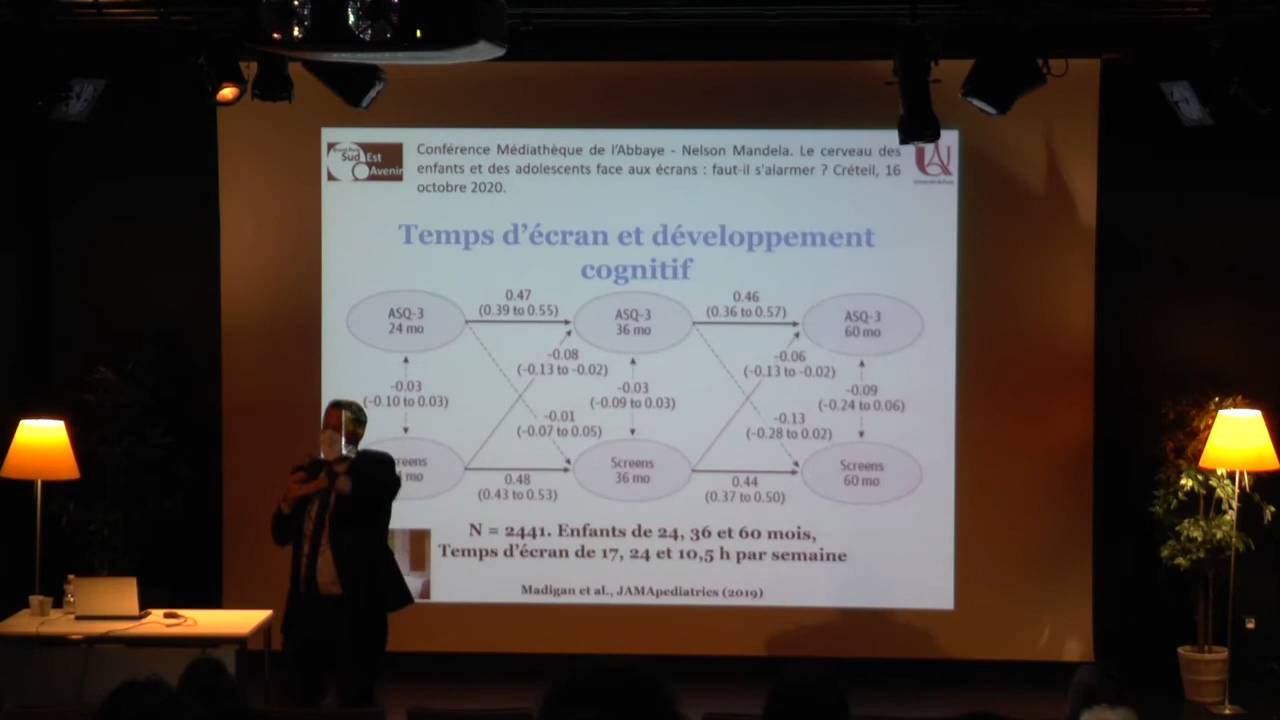 Grand Paris
Sud Est
Avenir
Conférence Médiathèque de l'Abbaye - Nelson Mandela. Le cerveau des
enfants et des adolescents face aux écrans : faut-il s'alarmer ? Créteil, 16
octobre 2020.
Temps d'écran et développement
cognitif
ASQ-3
24 mo
0.47
(0.39 to 0.55)
ASQ-3
36 mo
0.46
(0.36 to 0.57)
ASQ-3
60 mo
-0.08
(-0.13 to -0.02)
-0.06
(-0.13 to -0.02)
-0.03
(-0.10 to 0.03)
-0.03
(-0.09 to 0.03)
-0.09
(-0.24 to 0.06)
-0.01
(-0.07 to 0.05)
-0.13
(-0.28 to 0.02)
reens
mo
0.48
(0.43 to 0.53)
Screens
36 mo
0.44
(0.37 to 0.50)
Screens
60 mo
N = 2441. Enfants de 24, 36 et 60 mois,
Temps d'écran de 17, 24 et 10,5 h par semaine
Madigan et al., JAMApediatrics (2019)